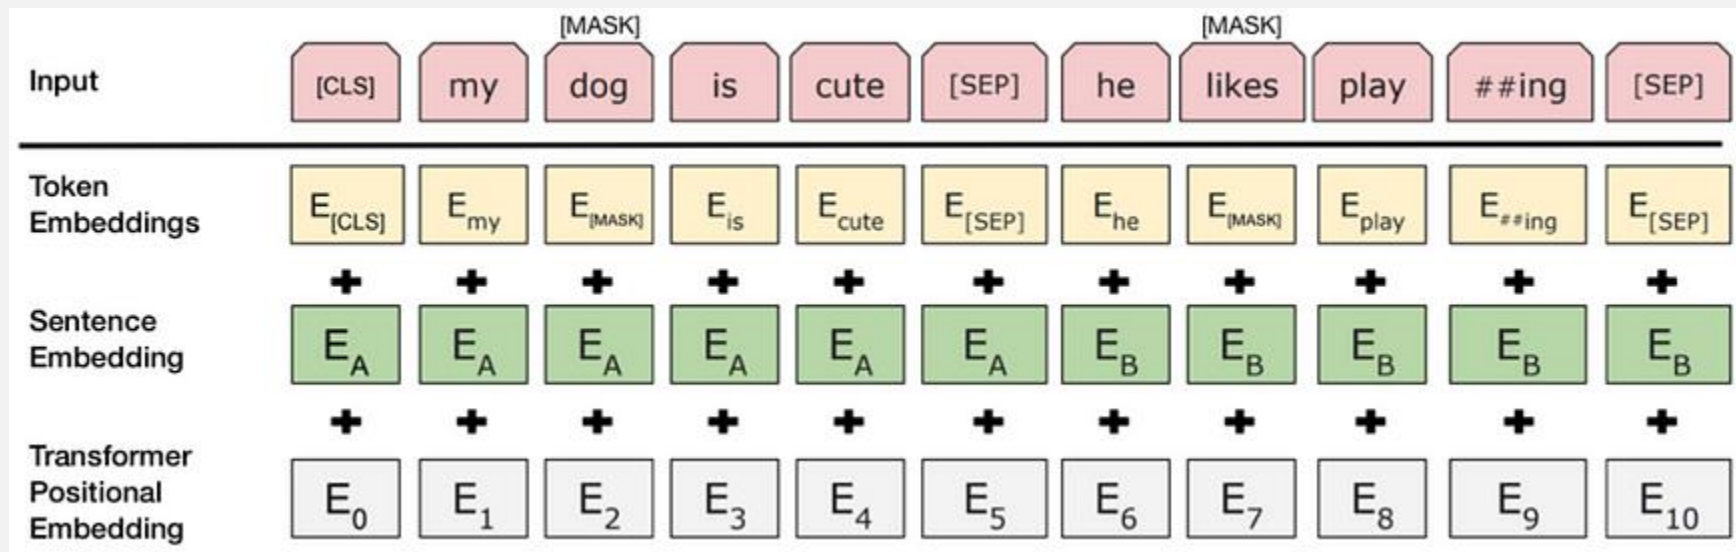 [MASK] [MASK]
Input [CLS] my dog is cute [SEP] he likes play ##ing [SEP]
Token
Embeddings
E[CLS] Emy E[MASK] Eis Ecute E[SEP] Ehe E[MASK] Eplay E##ing E[SEP]
+ + + + + + + + + + +
Sentence
Embedding
EA EA EA EA EA EA EB EB EB EB EB
+ + + + + + + + + + +
Transformer
Positional
Embedding
E0 E1 E2 E3 E4 E5 E6 E7 E8 E9 E10